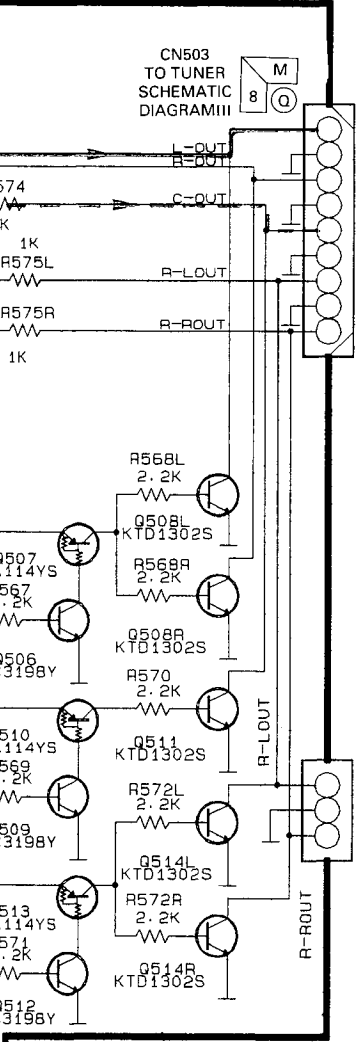 CN503
TO TUNER
SCHEMATIC
DIAGRAMIII
M
8
Q
L-OUT
R-OUT
574
C-OUT
K
1K
R575L
R-LOUT
R575R
R-ROUT
1K
R568L
2.2K
Q508L
KTD1302S
Q507
.114YS
R568R
2.2K
567
.2K
Q508R
KTD1302S
Q506
3198Y
R570
2.2K
R-LOUT
510
.114YS
Q511
KTD1302S
569
.2K
R572L
2.2K
509
3198Y
Q514L
KTD1302S
513
.114YS
R572R
2.2K
R-ROUT
571
.2K
Q514R
KTD1302S
Q512
3198Y